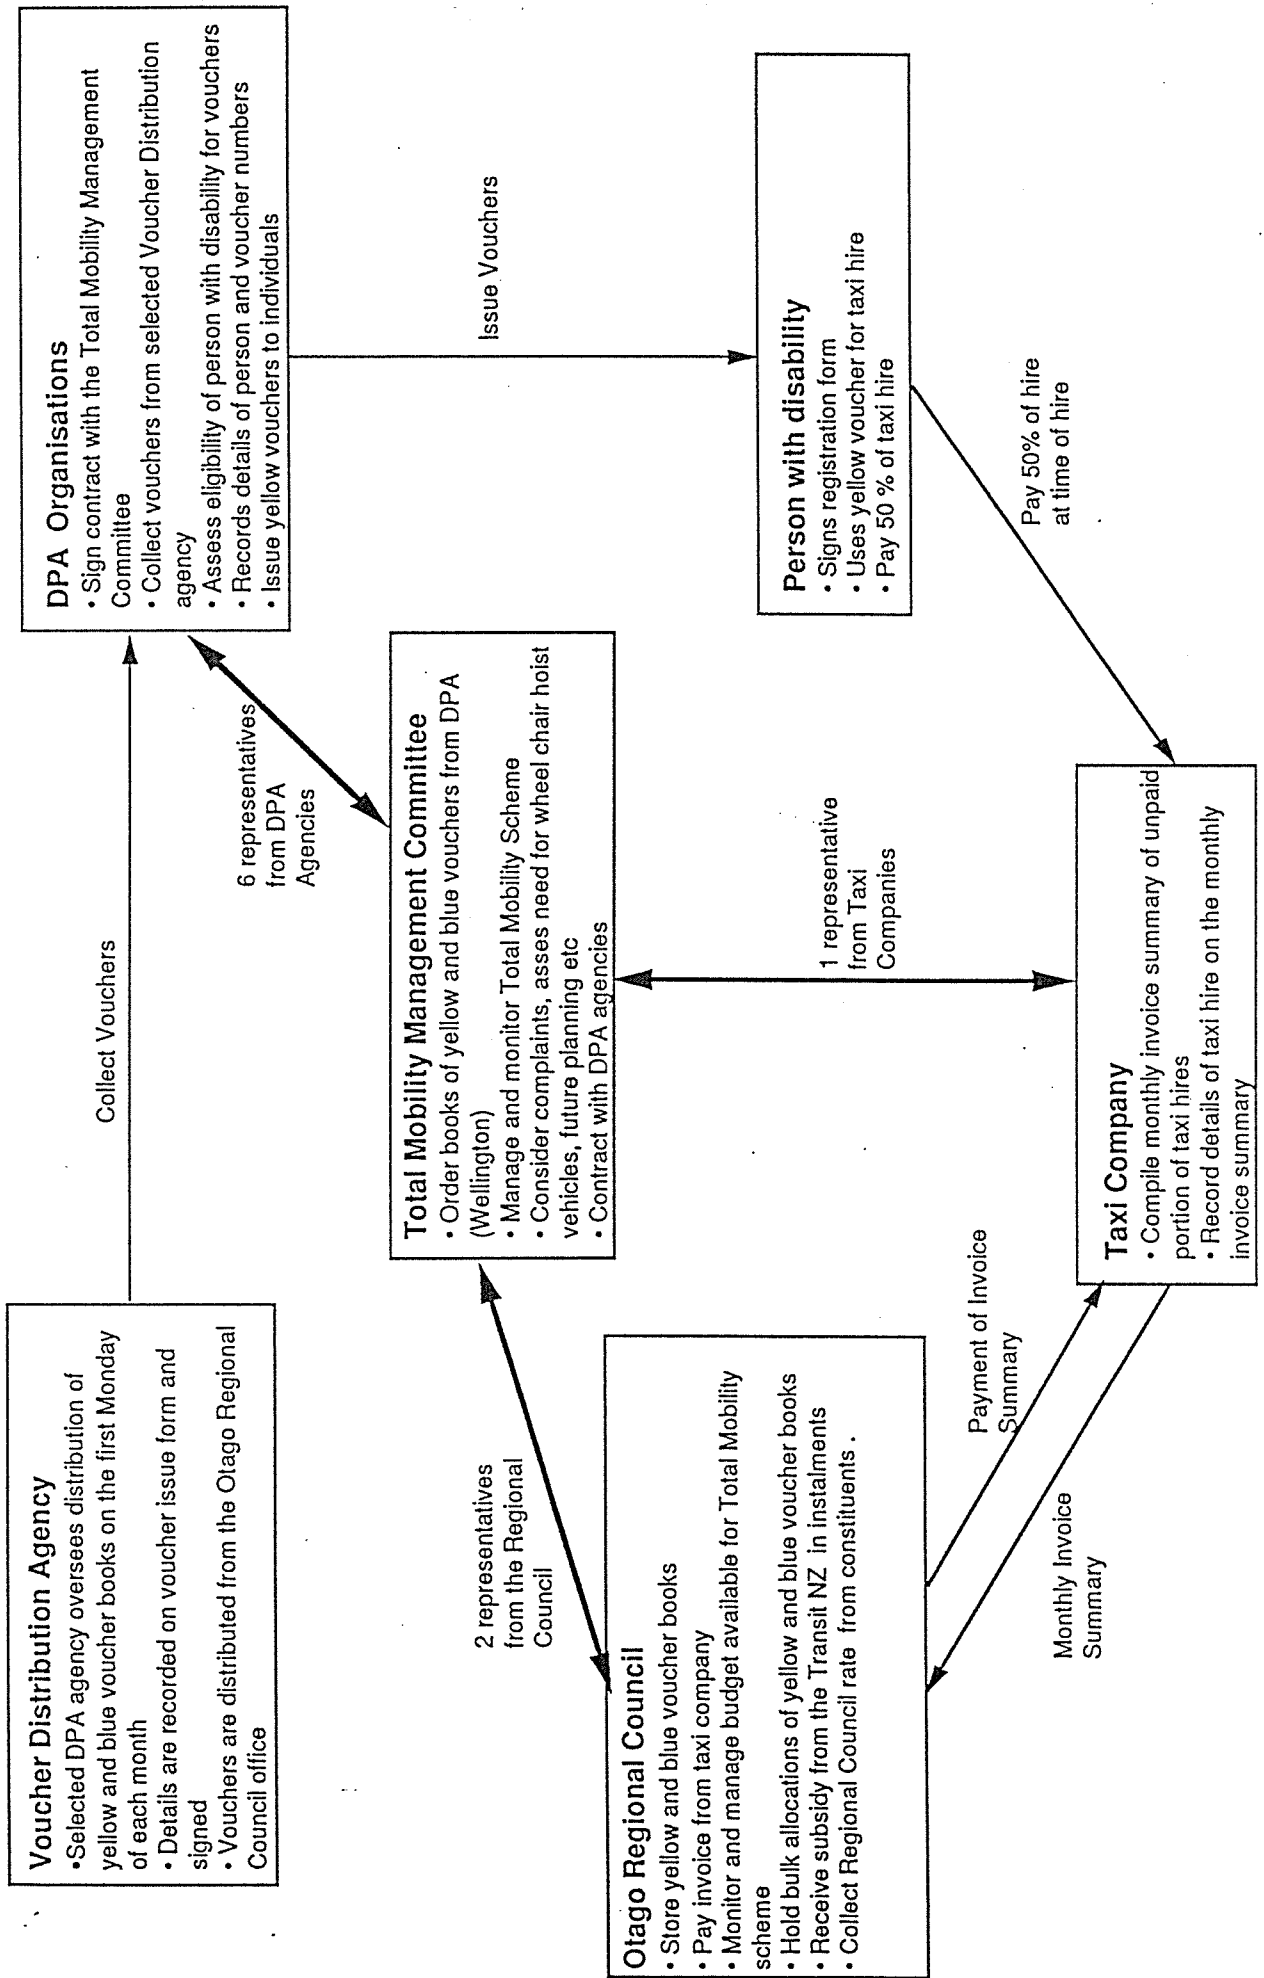 Voucher Distribution Agency
•Selected DPA agency oversees distribution of
yellow and blue voucher books on the first Monday
of each month
• Details are recorded on voucher issue form and
signed
• Vouchers are distributed from the Otago Regional
Council office
Collect Vouchers
DPA Organisations
• Sign contract with the Total Mobility Management
Committee
• Collect vouchers from selected Voucher Distribution
agency
• Assess eligibility of person with disability for vouchers
• Records details of person and voucher numbers
• Issue yellow vouchers to individuals
6 representatives
from DPA
Agencies
Issue Vouchers
Total Mobility Management Committee
• Order books of yellow and blue vouchers from DPA
(Wellington)
• Manage and monitor Total Mobility Scheme
• Consider complaints, asses need for wheel chair hoist
vehicles, future planning etc
• Contract with DPA agencies
2 representatives
from the Regional
Council
1 representative
from Taxi
Companies
Person with disability
• Signs registration form
• Uses yellow voucher for taxi hire
• Pay 50 % of taxi hire
Pay 50% of hire
at time of hire
Otago Regional Council
• Store yellow and blue voucher books
• Pay invoice from taxi company
• Monitor and manage budget available for Total Mobility
scheme
• Hold bulk allocations of yellow and blue voucher books
• Receive subsidy from the Transit NZ in instalments
• Collect Regional Council rate from constituents .
Payment of Invoice
Summary
Monthly Invoice
Summary
Taxi Company
• Compile monthly invoice summary of unpaid
portion of taxi hires
• Record details of taxi hire on the monthly
invoice summary